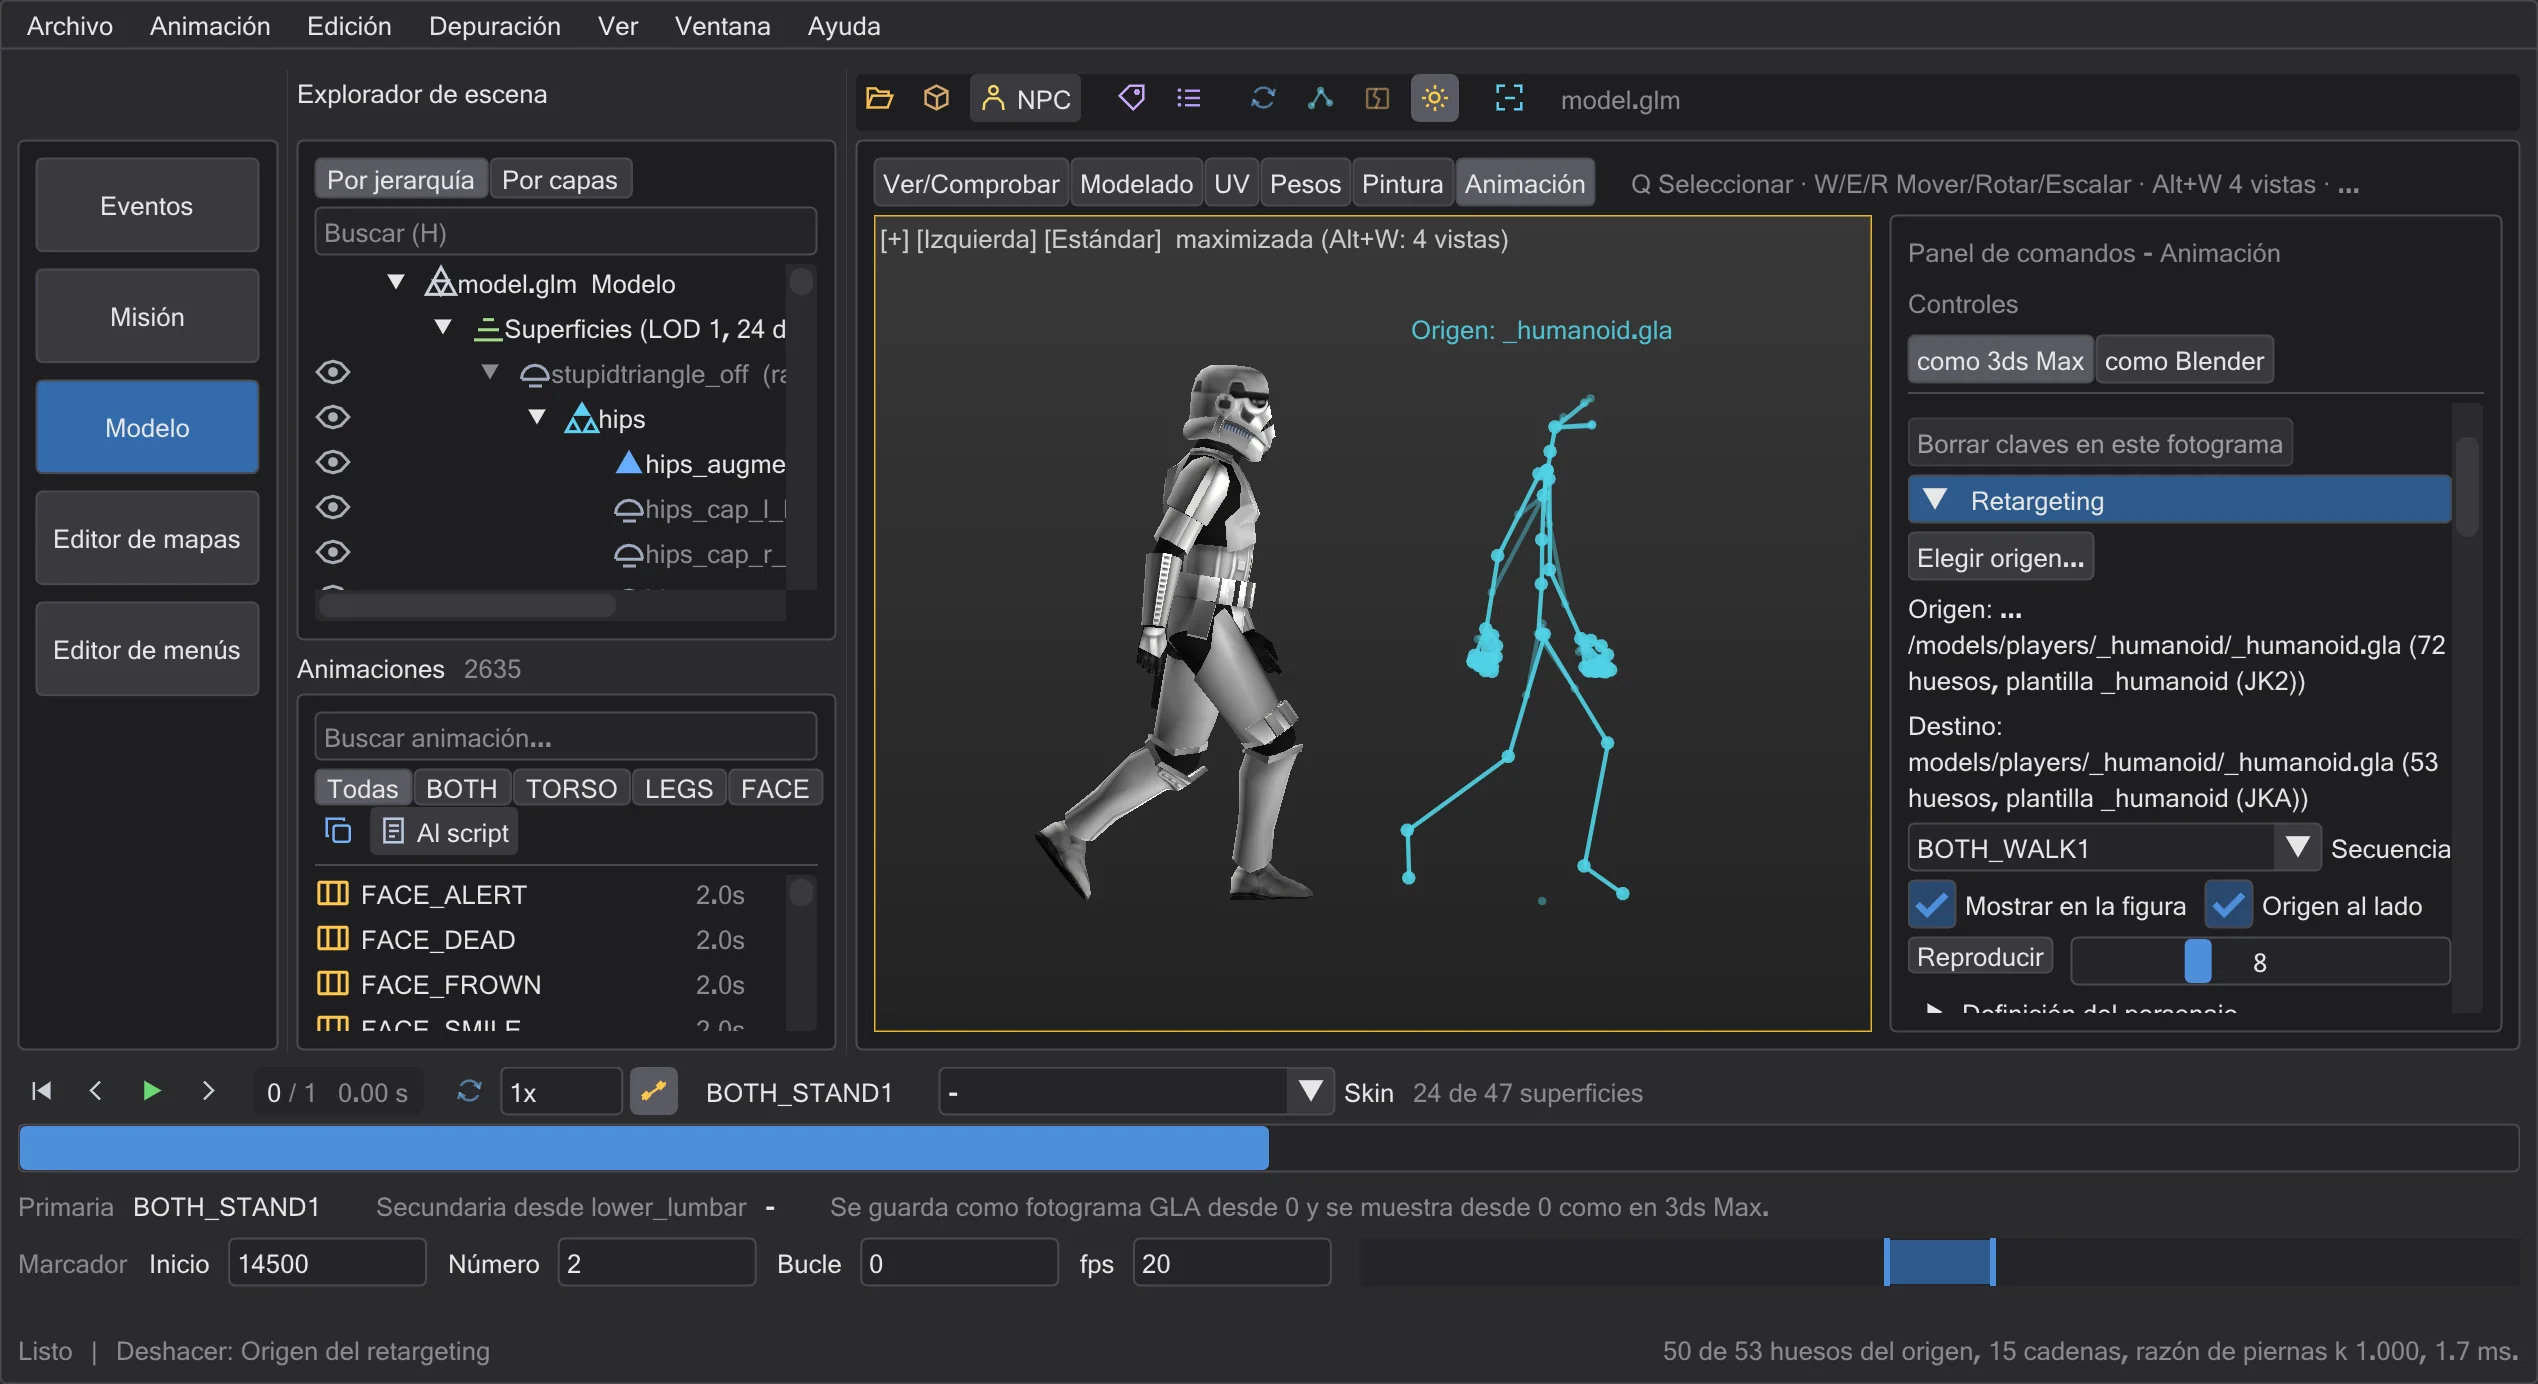 Archivo Animación Edición Depuración Ver Ventana Ayuda
Explorador de escena
NPC
model.glm
Eventos
Misión
Modelo
Editor de mapas
Editor de menús
Por jerarquía Por capas
Buscar (H)
model.glm Modelo
Superficies (LOD 1, 24 d
stupidtriangle_off (ra
hips
hips_augme
hips_cap_l_
hips_cap_r_
Animaciones 2635
Buscar animación...
Todas BOTH TORSO LEGS FACE
Al script
FACE_ALERT 2.0s
FACE_DEAD 2.0s
FACE_FROWN 2.0s
FACE_SMILE 2.0s
Ver/Comprobar Modelado UV Pesos Pintura Animación Q Seleccionar · W/E/R Mover/Rotar/Escalar · Alt+W 4 vistas · ...
[+] [Izquierda] [Estándar] maximizada (Alt+W: 4 vistas)
Origen: _humanoid.gla
Panel de comandos - Animación
Controles
como 3ds Max como Blender
Borrar claves en este fotograma
Retargeting
Elegir origen...
Origen: ...
/models/players/_humanoid/_humanoid.gla (72
huesos, plantilla _humanoid (JK2))
Destino:
models/players/_humanoid/_humanoid.gla (53
huesos, plantilla _humanoid (JKA))
BOTH_WALK1 Secuencia
Mostrar en la figura Origen al lado
Reproducir 8
Definición del personaje
0 / 1 0.00 s 1x BOTH_STAND1 - Skin 24 de 47 superficies
Primaria BOTH_STAND1 Secundaria desde lower_lumbar - Se guarda como fotograma GLA desde 0 y se muestra desde 0 como en 3ds Max.
Marcador Inicio 14500 Número 2 Bucle 0 fps 20
Listo | Deshacer: Origen del retargeting
50 de 53 huesos del origen, 15 cadenas, razón de piernas k 1.000, 1.7 ms.